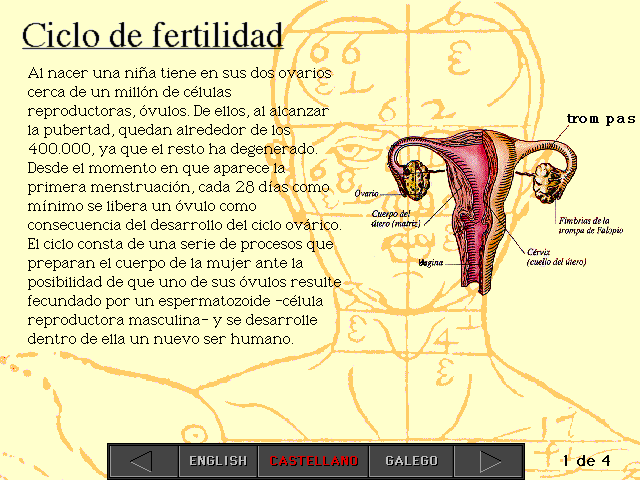 Ciclo de fertilidad
Al nacer una niña tiene en sus dos ovarios
cerca de un millón de células
reproductoras, óvulos. De ellos, al alcanzar
la pubertad, quedan alrededor de los
400.000, ya que el resto ha degenerado.
Desde el momento en que aparece la
primera menstruación, cada 28 días como
mínimo se libera un óvulo como
consecuencia del desarrollo del ciclo ovárico.
El ciclo consta de una serie de procesos que
preparan el cuerpo de la mujer ante la
posibilidad de que uno de sus óvulos resulte
fecundado por un espermatozoide -célula
reproductora masculina- y se desarrolle
dentro de ella un nuevo ser humano.
trompas
Óvario
Cuerpo del
útero (matriz)
Vagina
Fimbrias de la
trompa de Falopio
Cérvix
(cuello del útero)
ENGLISH
CASTELLANO
GALEGO
1 de 4